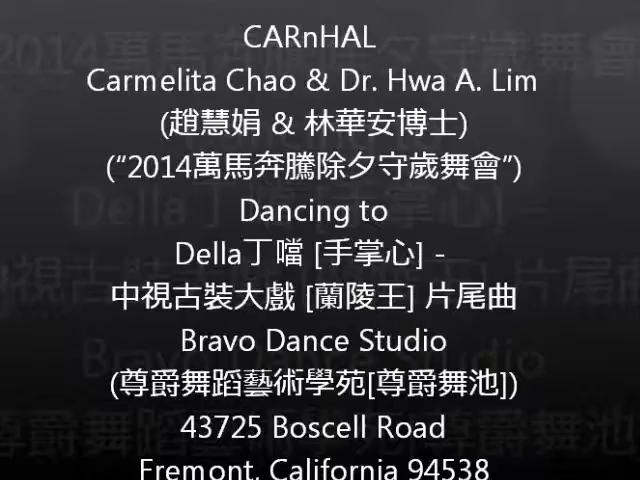 CARnHAL
Carmelita Chao & Dr. Hwa A. Lim
(趙慧娟 & 林華安博士)
(“2014萬馬奔騰除夕守歲舞會”)
Dancing to
Della丁噹 [手掌心] -
中視古裝大戲 [蘭陵王] 片尾曲
Bravo Dance Studio
(尊爵舞蹈藝術學苑[尊爵舞池])
43725 Boscell Road
Fremont, California 94538